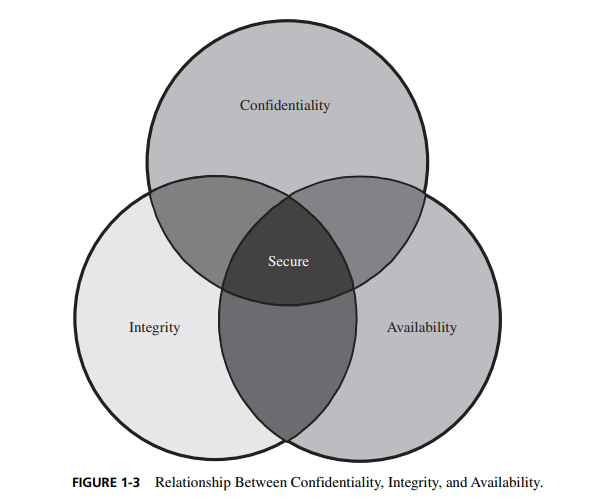 Confidentiality
Secure
Integrity
Availability
FIGURE 1-3 Relationship Between Confidentiality, Integrity, and Availability.